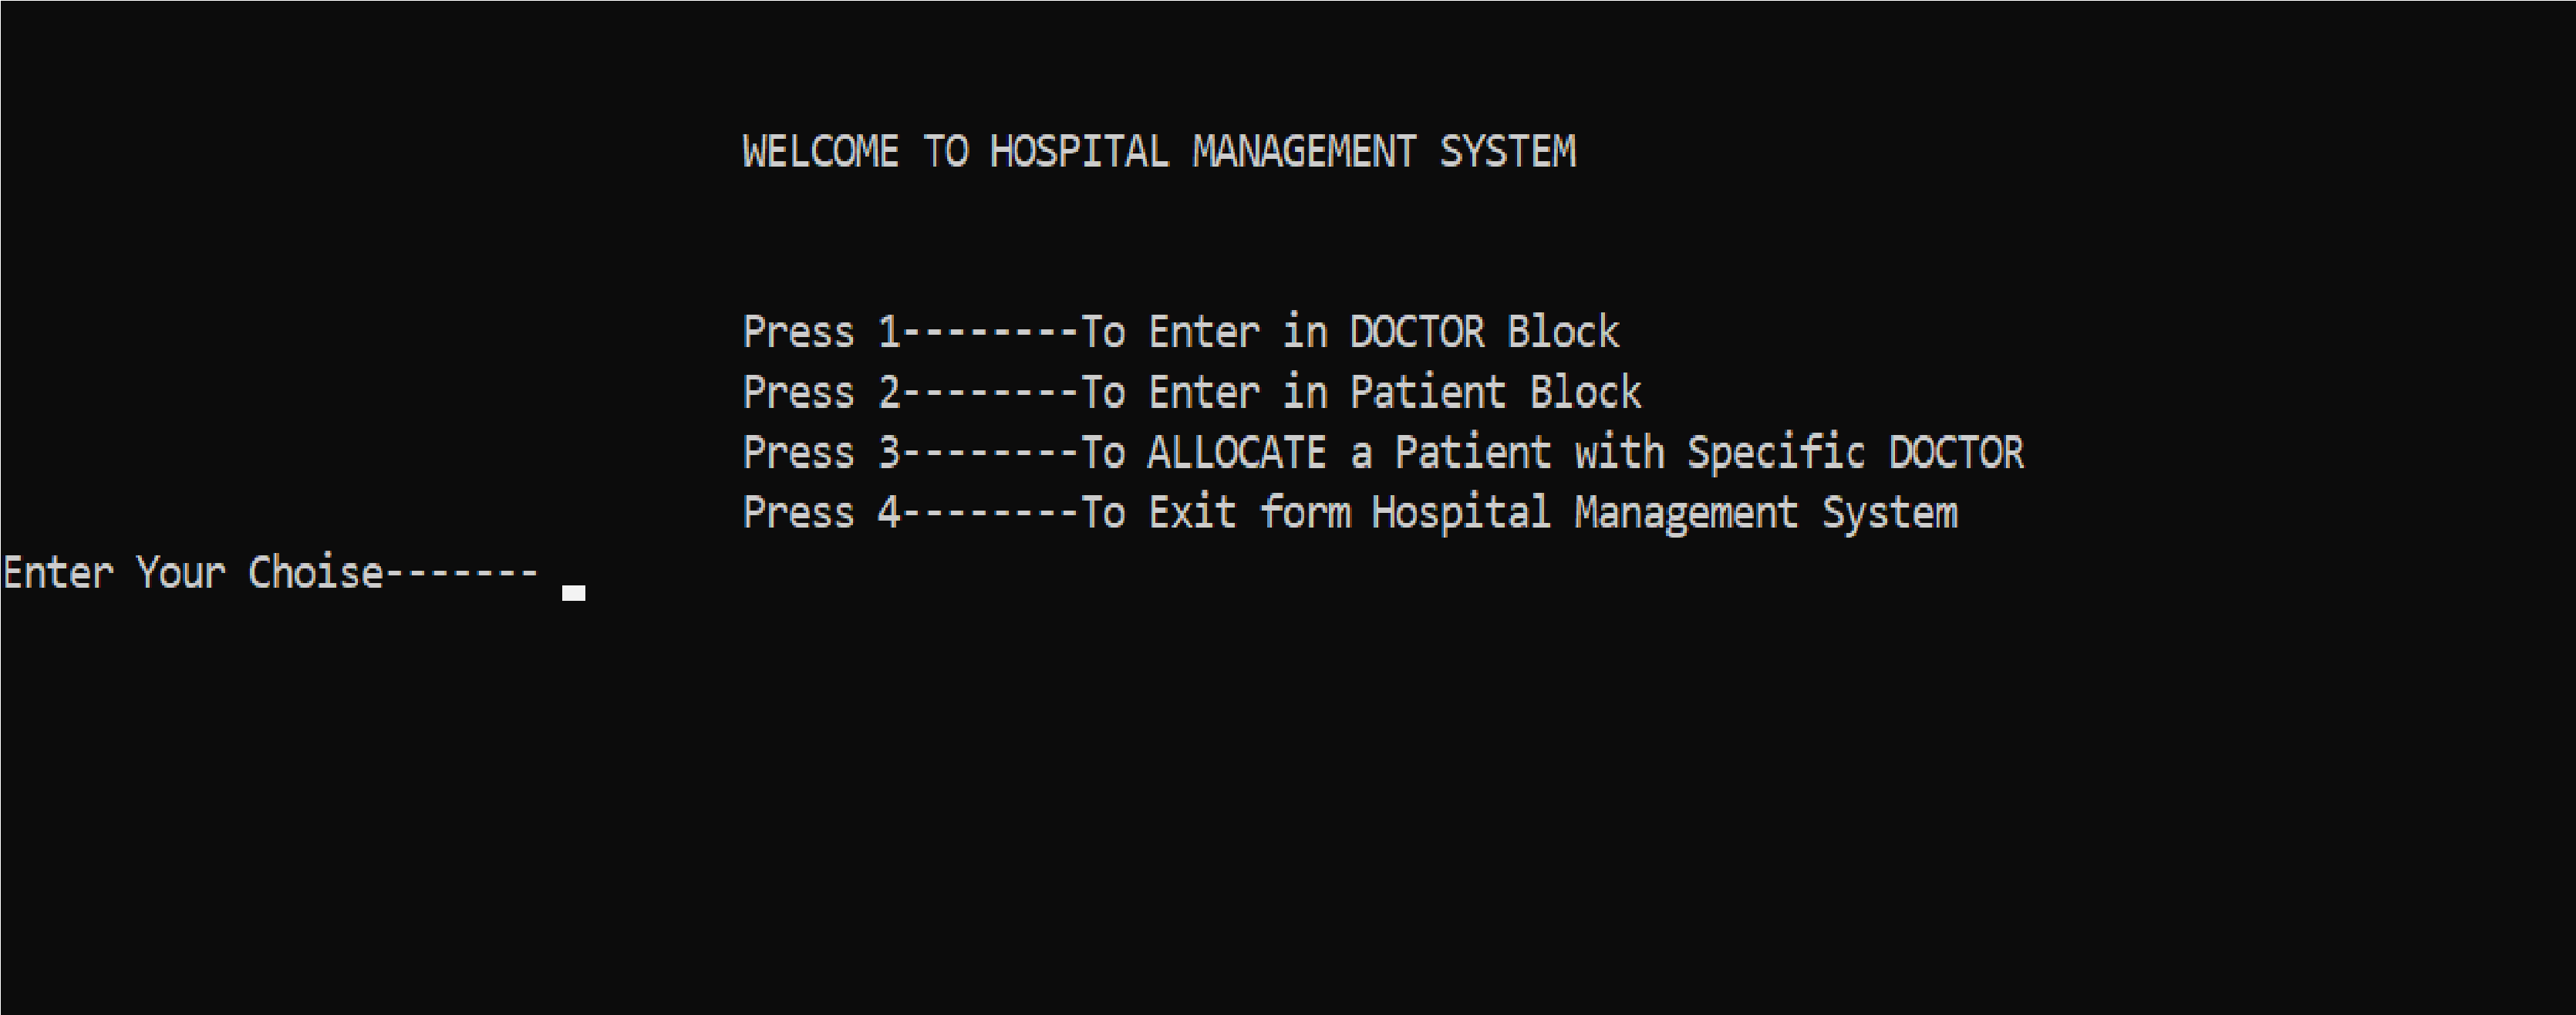 WELCOME TO HOSPITAL MANAGEMENT SYSTEM
Press 1--------To Enter in DOCTOR Block
Press 2--------To Enter in Patient Block
Press 3--------To ALLOCATE a Patient with Specific DOCTOR
Press 4--------To Exit form Hospital Management System
Enter Your Choise-------